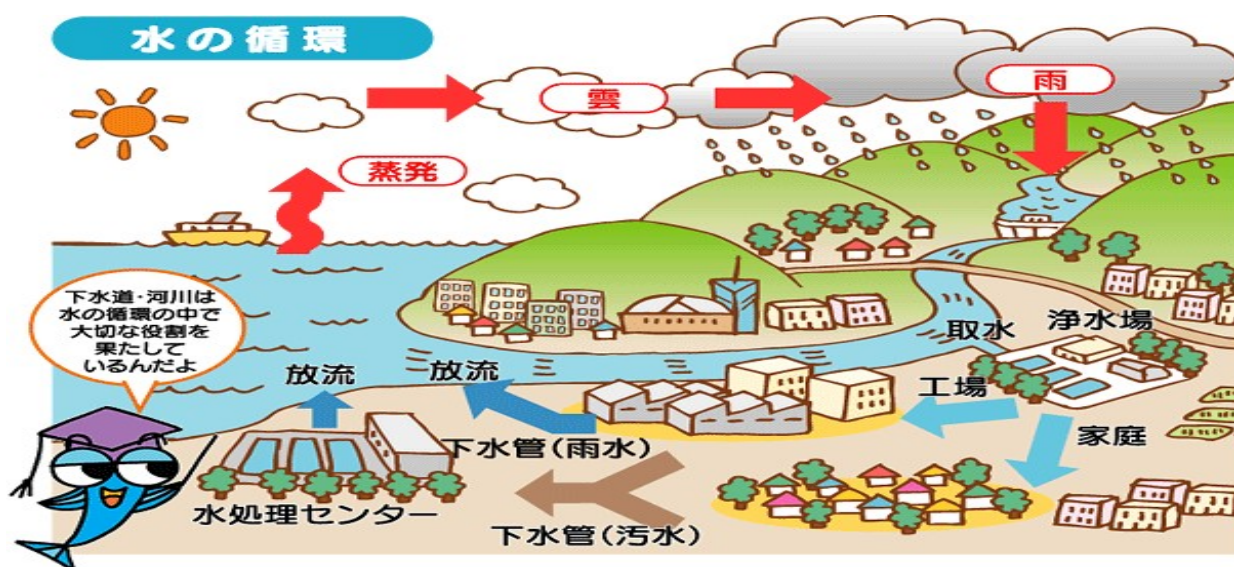 水の循環
雲
雨
蒸発
下水道・河川は
水の循環の中で
大切な役割を
果たして
いるんだよ
取水
浄水場
放流
放流
工場
家庭
下水管(雨水)
水処理センター
下水管(汚水)